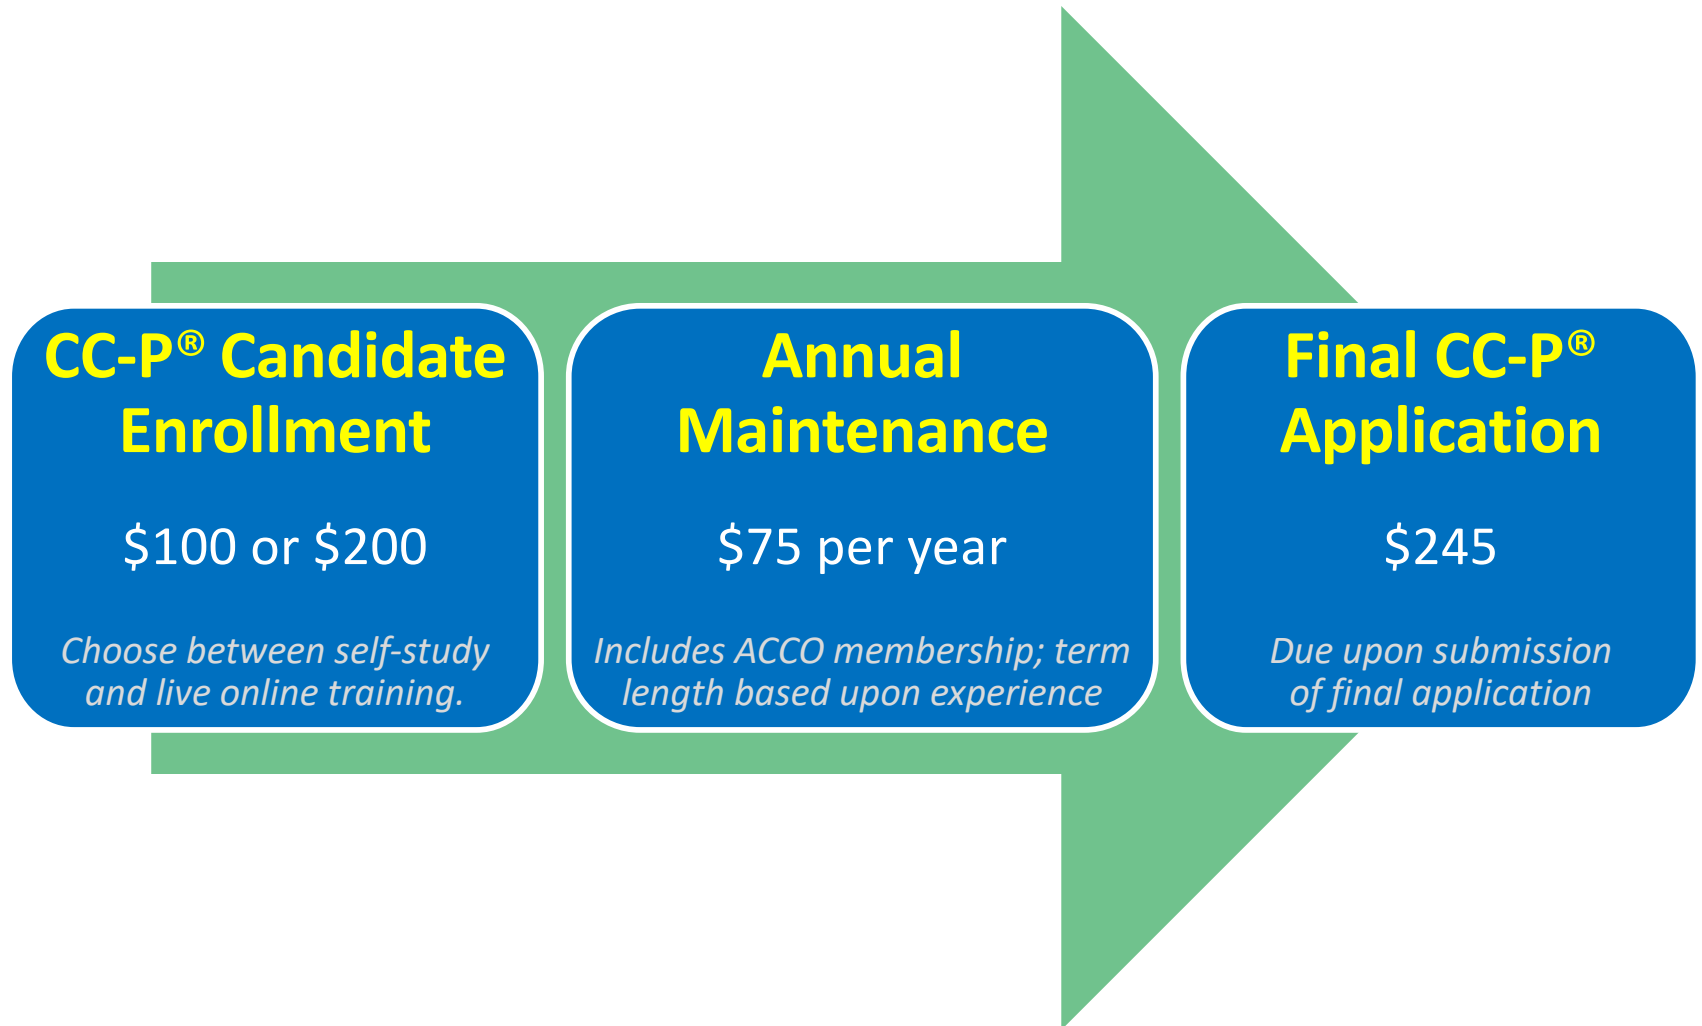 CC-P® Candidate
Enrollment
$100 or $200
Choose between self-study
and live online training.
Annual
Maintenance
$75 per year
Includes ACCO membership; term
length based upon experience
Final CC-P®
Application
$245
Due upon submission
of final application